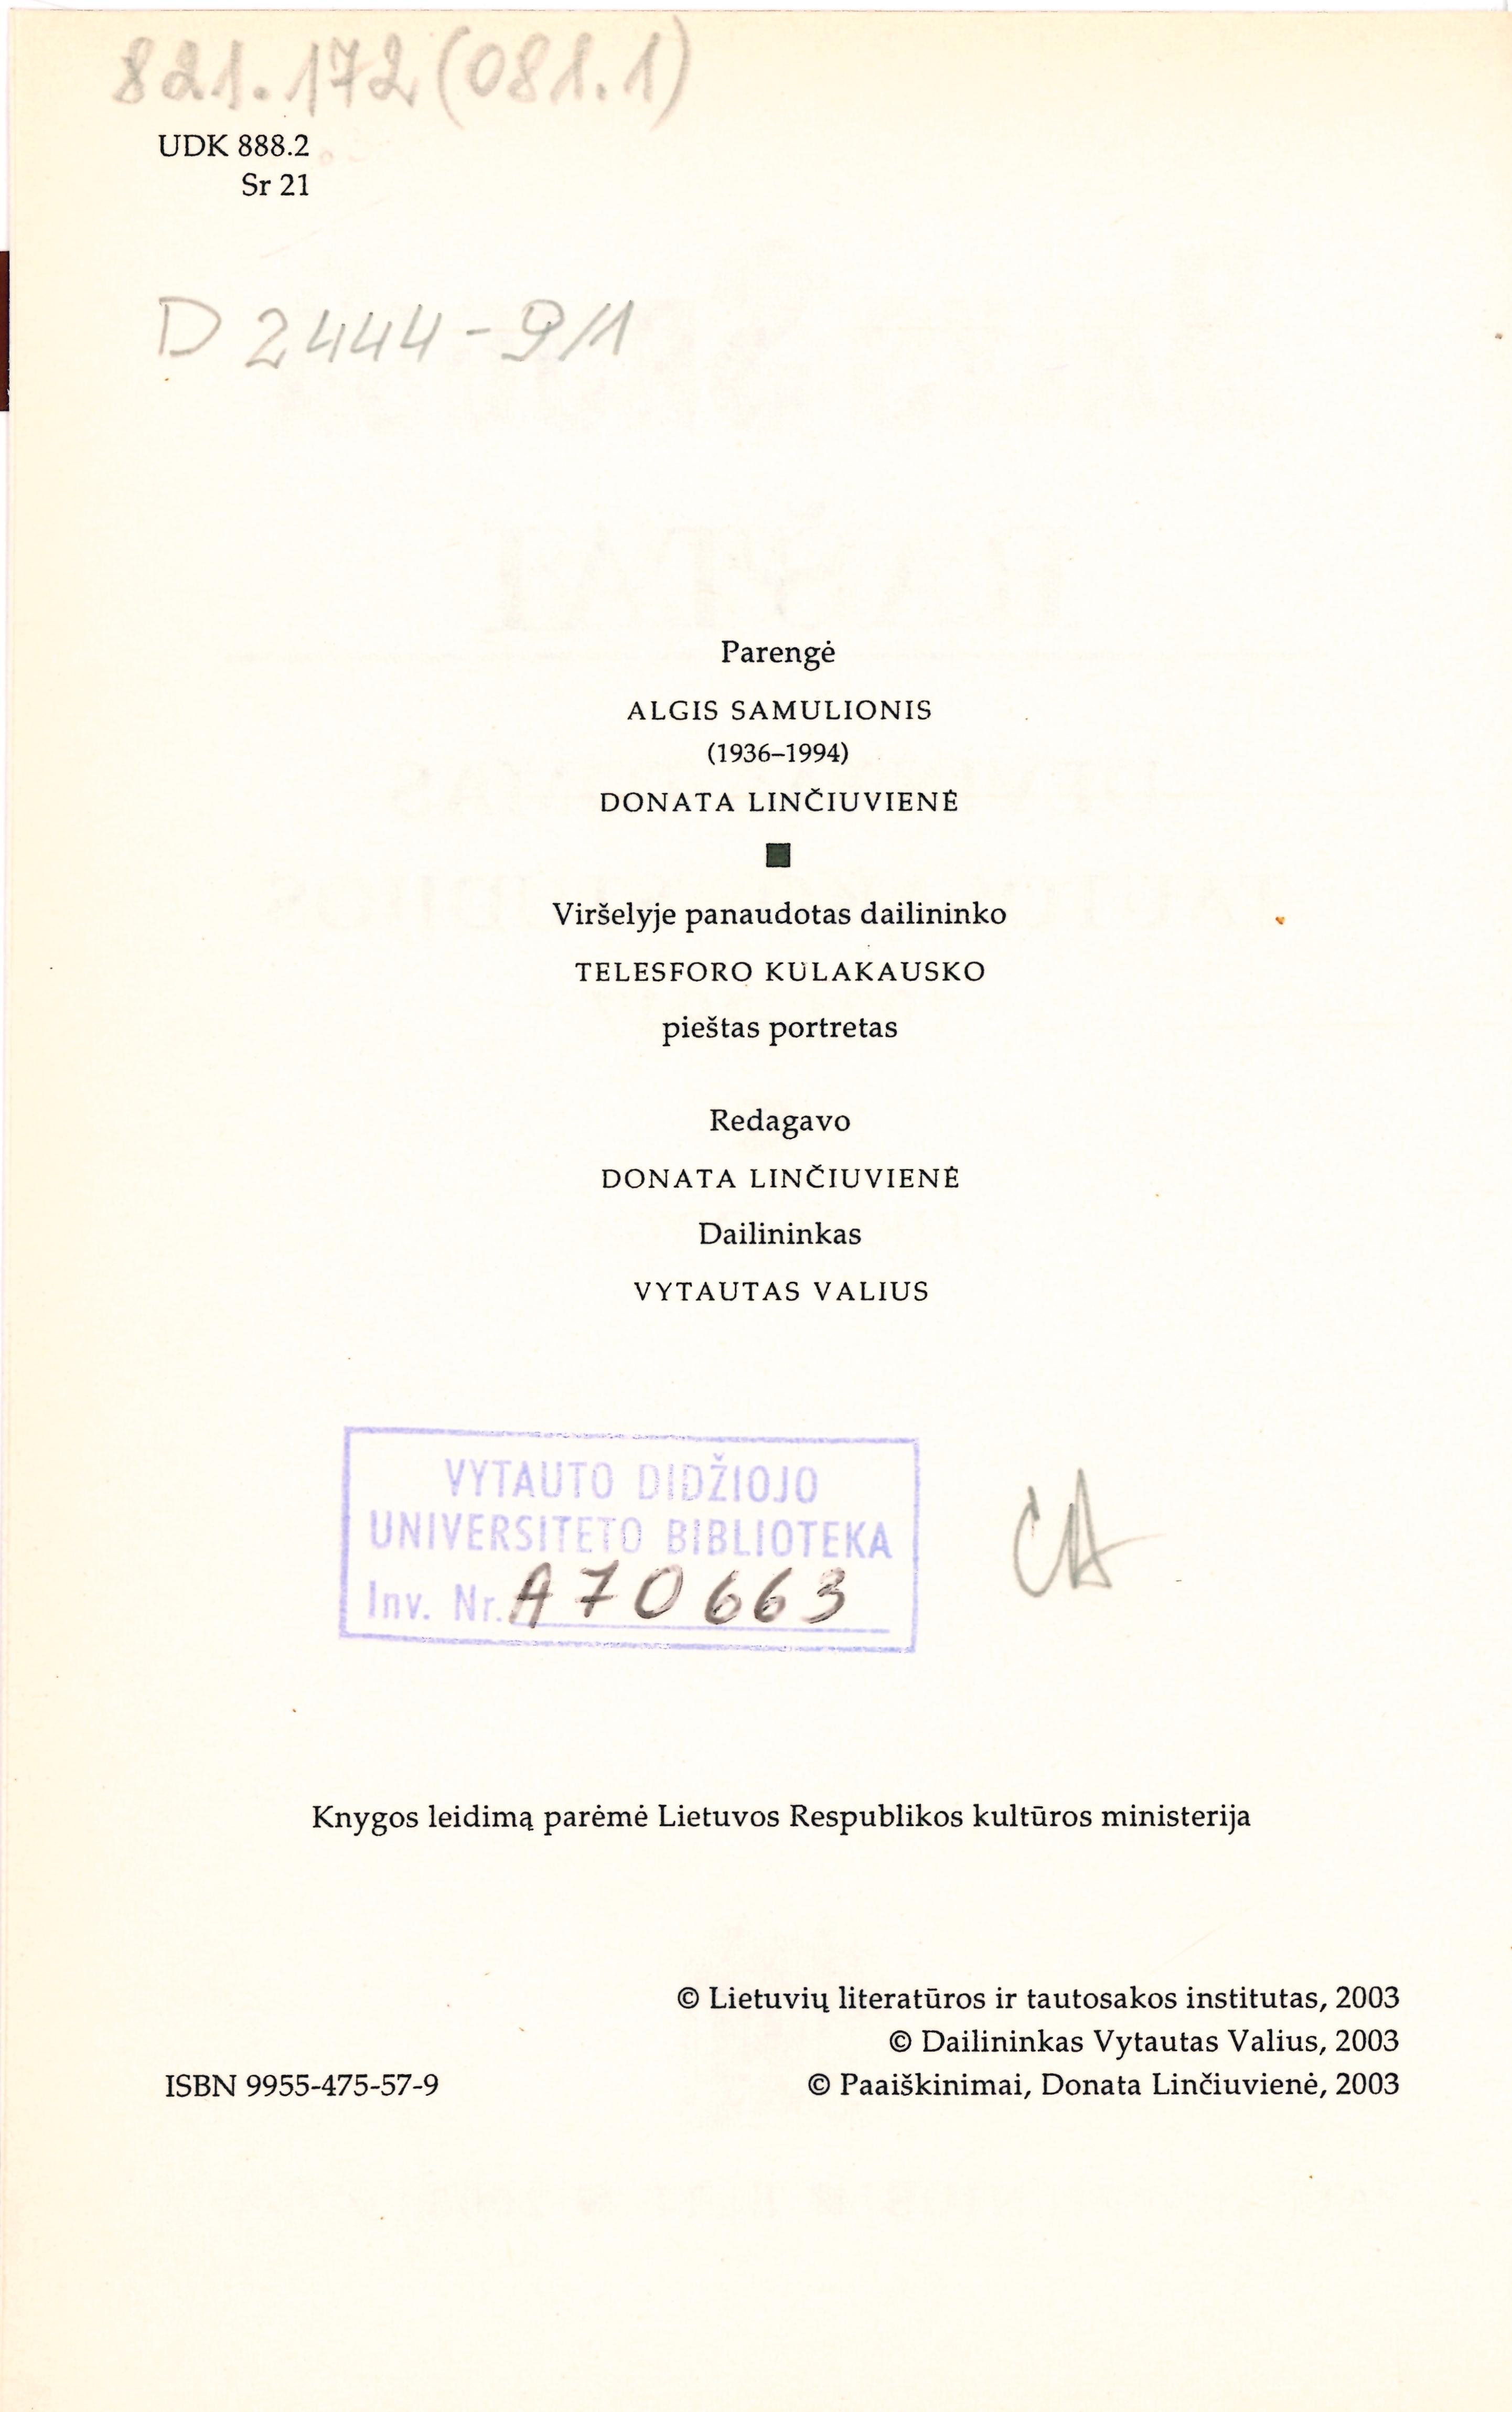 821.172(081.1)
UDK 888.2
Sr 21
D 2444-9/1
Parengė
ALGIS SAMULIONIS
(1936–1994)
DONATA LINČIUVIENĖ
Viršelyje panaudotas dailininko
TELESFORO KULAKAUSKO
pieštas portretas
Redagavo
DONATA LINČIUVIENĖ
Dailininkas
VYTAUTAS VALIUS
VYTAUTO DIDŽIOJO
UNIVERSITETO BIBLIOTEKA
Inv. Nr. A70663
Knygos leidimą parėmė Lietuvos Respublikos kultūros ministerija
© Lietuvių literatūros ir tautosakos institutas, 2003
© Dailininkas Vytautas Valius, 2003
ISBN 9955-475-57-9
© Paaiškinimai, Donata Linčiuvienė, 2003